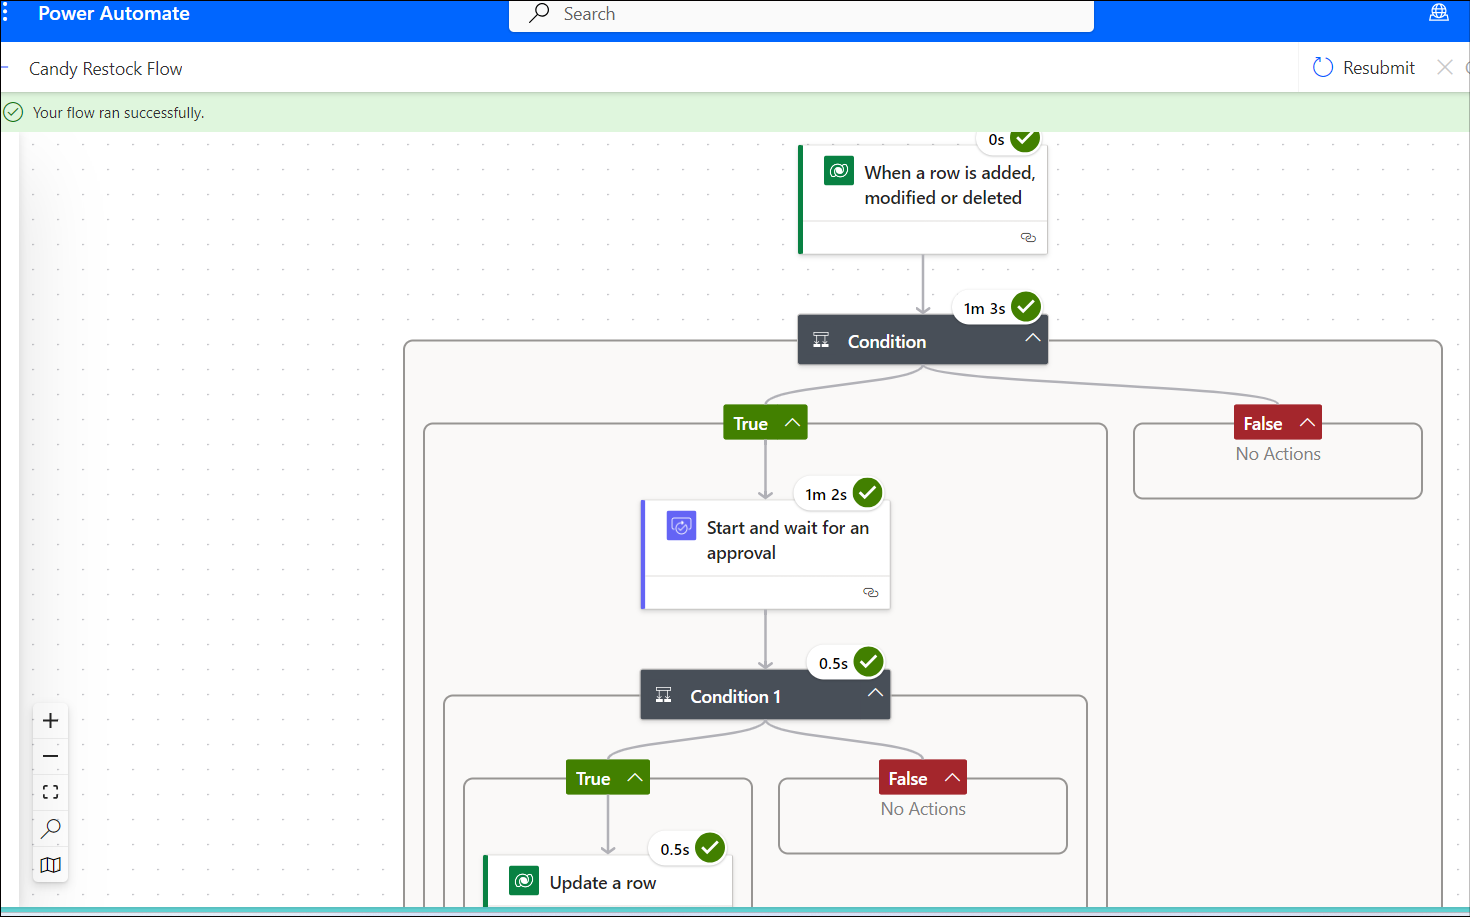 Power Automate
Search
Candy Restock Flow
Resubmit
Your flow ran successfully.
0s
When a row is added,
modified or deleted
1m 3s
Condition
True
False
No Actions
1m 2s
Start and wait for an
approval
0.5s
Condition 1
True
False
No Actions
0.5s
Update a row